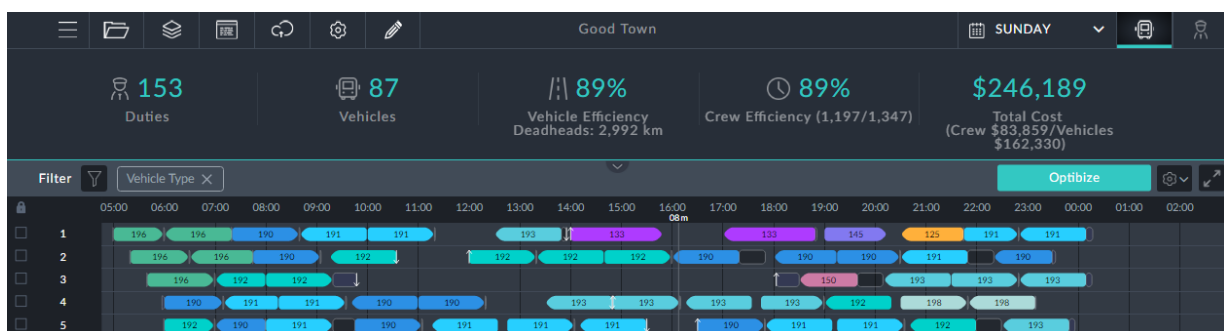 Good Town
SUNDAY
153
Duties
87
Vehicles
89%
Vehicle Efficiency
Deadheads: 2,992 km
89%
Crew Efficiency (1,197/1,347)
$246,189
Total Cost
(Crew $83,859/Vehicles
$162,330)
Filter Vehicle Type Optibize
05:00 06:00 07:00 08:00 09:00 10:00 11:00 12:00 13:00 14:00 15:00 16:00 17:00 18:00 19:00 20:00 21:00 22:00 23:00 00:00 01:00 02:00
08m
1 196 196 190 191 191 193 133 133 145 125 191 191
2 196 196 190 192 192 192 192 190 190 190 191 190
3 196 192 192 150 193 193 193
4 190 191 191 190 190 193 193 193 193 192 198 198
5 192 190 191 190 191 191 191 190 191 191 192 193